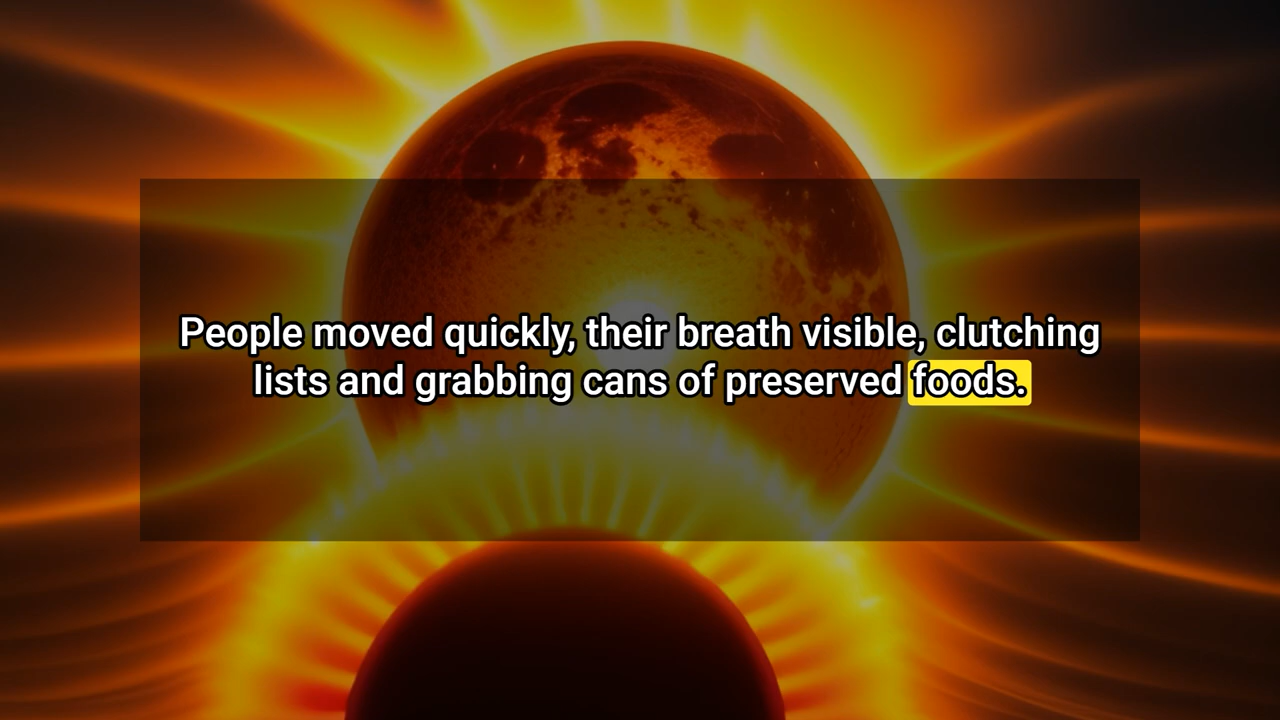 People moved quickly, their breath visible, clutching
lists and grabbing cans of preserved foods.